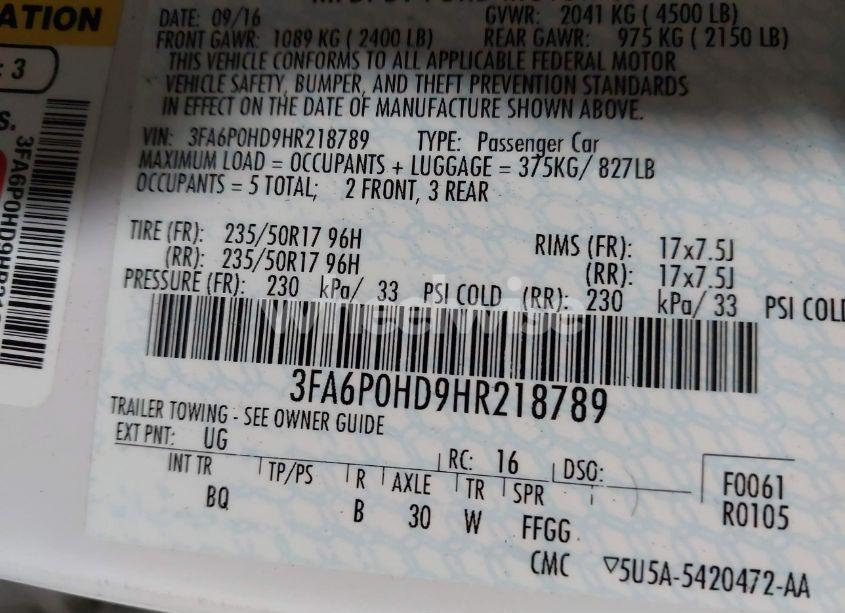 ATION
: 3
S.
3FA6P0HD9HR21
DATE: 09/16
GVWR: 2041 KG ( 4500 LB)
FRONT GAWR: 1089 KG ( 2400 LB)
REAR GAWR: 975 KG ( 2150 LB)
THIS VEHICLE CONFORMS TO ALL APPLICABLE FEDERAL MOTOR
VEHICLE SAFETY, BUMPER, AND THEFT PREVENTION STANDARDS
IN EFFECT ON THE DATE OF MANUFACTURE SHOWN ABOVE.
VIN: 3FA6P0HD9HR218789 TYPE: Passenger Car
MAXIMUM LOAD = OCCUPANTS + LUGGAGE = 375KG/ 827LB
OCCUPANTS = 5 TOTAL; 2 FRONT, 3 REAR
TIRE (FR): 235/50R17 96H RIMS (FR): 17x7.5J
(RR): 235/50R17 96H (RR): 17x7.5J
PRESSURE (FR): 230 kPa/ 33 PSI COLD (RR): 230 kPa/ 33 PSI COLD
wheelwise
3FA6P0HD9HR218789
TRAILER TOWING - SEE OWNER GUIDE
EXT PNT: UG RC: 16 DSO:
INT TR TP/PS R AXLE TR SPR F0061
BQ B 30 W FFGG R0105
CMC ▽5U5A-5420472-AA